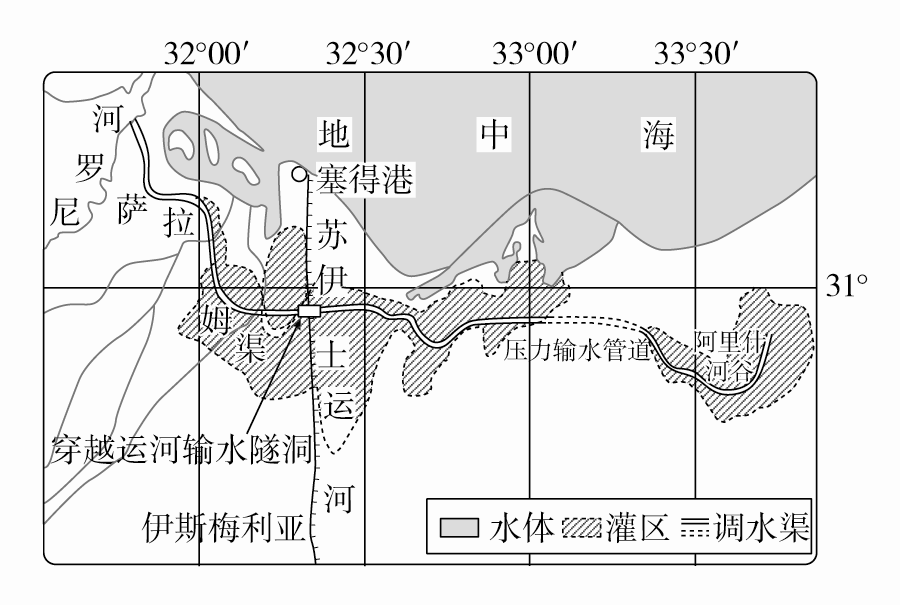 32°00′ 32°30′ 33°00′ 33°30′
地中海
尼罗河
萨拉姆渠
塞得港
苏伊士运河
31°
压力输水管道
阿里什
河谷
穿越运河输水隧洞
伊斯梅利亚
水体 灌区 调水渠